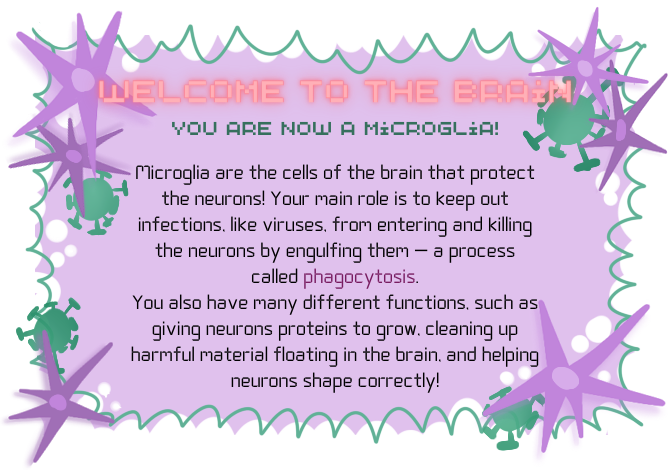 WELCOME TO THE BRAIN
YOU ARE NOW A MiCROGLiA!
Microglia are the cells of the brain that protect
the neurons! Your main role is to keep out
infections, like viruses, from entering and killing
the neurons by engulfing them — a process
called phagocytosis.
You also have many different functions, such as
giving neurons proteins to grow, cleaning up
harmful material floating in the brain, and helping
neurons shape correctly!